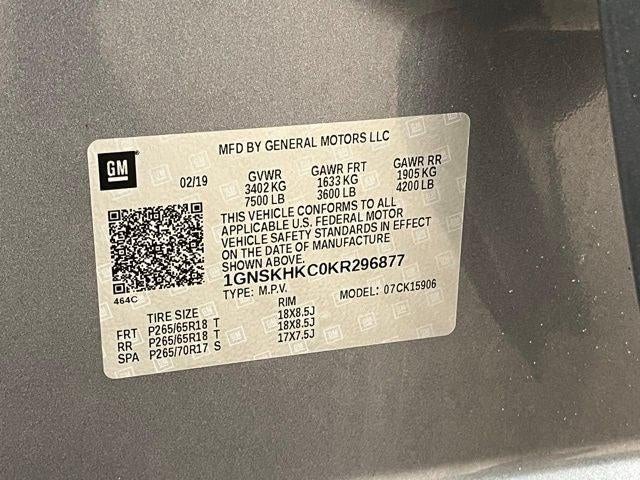 MFD BY GENERAL MOTORS LLC
GM
02/19 GVWR GAWR FRT GAWR RR
3402 KG 1633 KG 1905 KG
7500 LB 3600 LB 4200 LB
THIS VEHICLE CONFORMS TO ALL
APPLICABLE U.S. FEDERAL MOTOR
VEHICLE SAFETY STANDARDS IN EFFECT
ON THE DATE OF MANUFACTURE
SHOWN ABOVE.
1GNSKHKC0KR296877
464C
TYPE: M.P.V. MODEL: 07CK15906
TIRE SIZE RIM
FRT P265/65R18 T 18X8.5J
RR P265/65R18 T 18X8.5J
SPA P265/70R17 S 17X7.5J